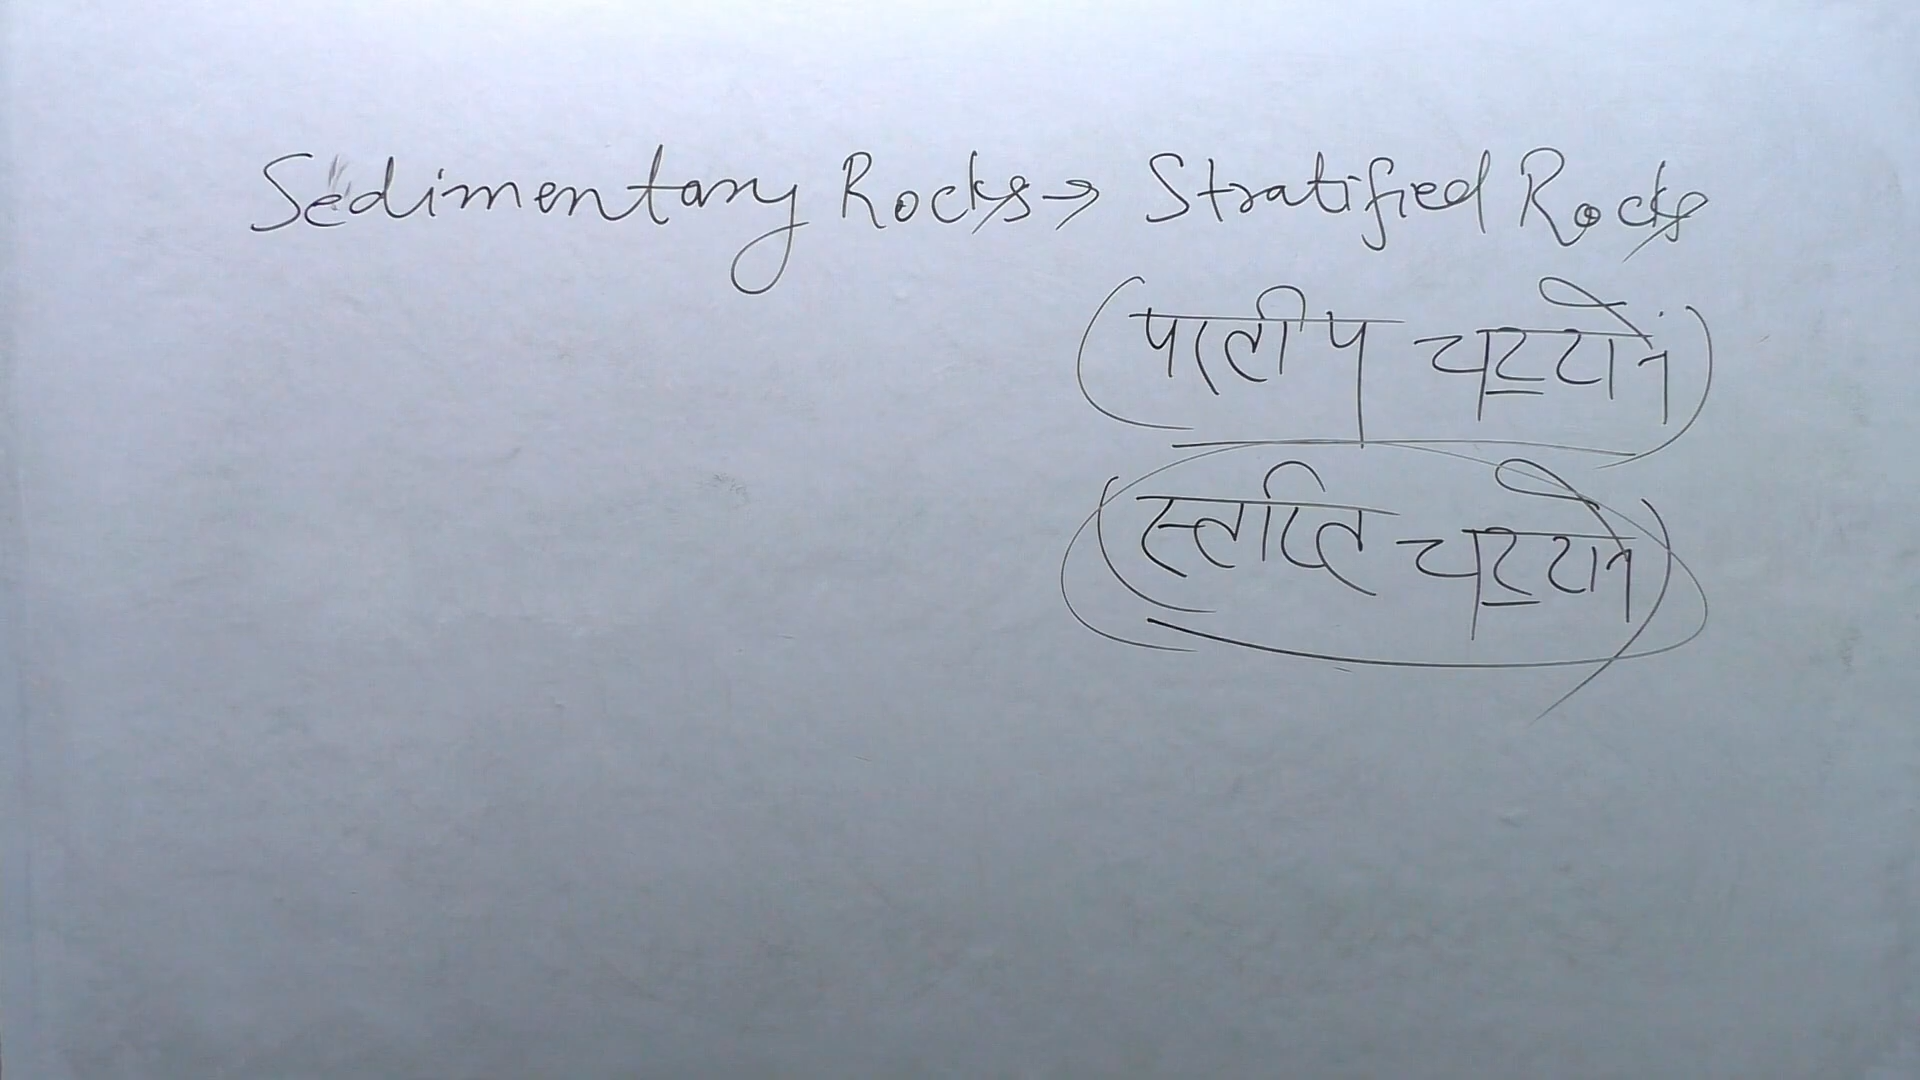 Sedimentary Rocks → Stratified Rocks
(परतीय चट्टानें)
(स्तरित चट्टानें)